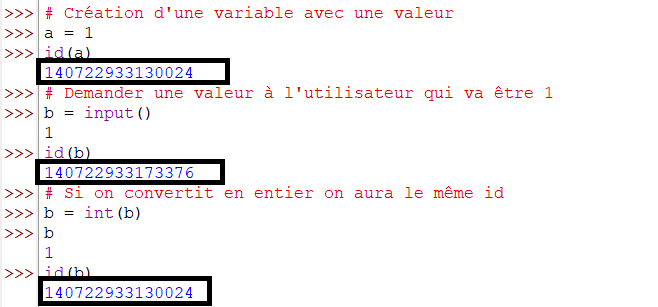 >>> # Création d'une variable avec une valeur
>>> a = 1
>>> id(a)
140722933130024
>>> # Demander une valeur à l'utilisateur qui va être 1
>>> b = input()
1
>>> id(b)
140722933173376
>>> # Si on convertit en entier on aura le même id
>>> b = int(b)
>>> b
1
>>> id(b)
140722933130024